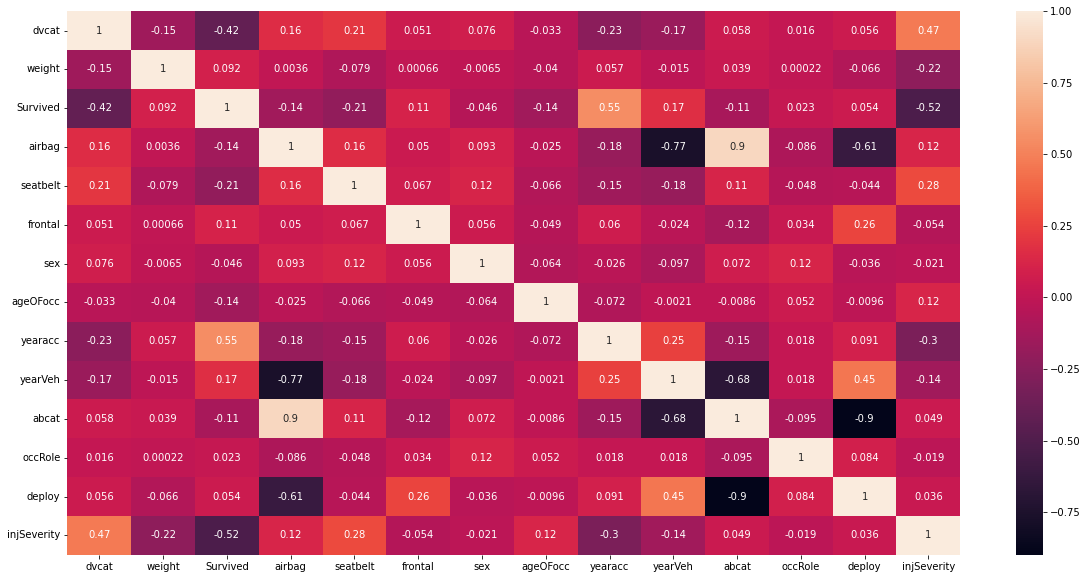 dvcat 1 -0.15 -0.42 0.16 0.21 0.051 0.076 -0.033 -0.23 -0.17 0.058 0.016 0.056 0.47
weight -0.15 1 0.092 0.0036 -0.079 0.00066 -0.0065 -0.04 0.057 -0.015 0.039 0.00022 -0.066 -0.22
Survived -0.42 0.092 1 -0.14 -0.21 0.11 -0.046 -0.14 0.55 0.17 -0.11 0.023 0.054 -0.52
airbag 0.16 0.0036 -0.14 1 0.16 0.05 0.093 -0.025 -0.18 -0.77 0.9 -0.086 -0.61 0.12
seatbelt 0.21 -0.079 -0.21 0.16 1 0.067 0.12 -0.066 -0.15 -0.18 0.11 -0.048 -0.044 0.28
frontal 0.051 0.00066 0.11 0.05 0.067 1 0.056 -0.049 0.06 -0.024 -0.12 0.034 0.26 -0.054
sex 0.076 -0.0065 -0.046 0.093 0.12 0.056 1 -0.064 -0.026 -0.097 0.072 0.12 -0.036 -0.021
ageOFocc -0.033 -0.04 -0.14 -0.025 -0.066 -0.049 -0.064 1 -0.072 -0.0021 -0.0086 0.052 -0.0096 0.12
yearacc -0.23 0.057 0.55 -0.18 -0.15 0.06 -0.026 -0.072 1 0.25 -0.15 0.018 0.091 -0.3
yearVeh -0.17 -0.015 0.17 -0.77 -0.18 -0.024 -0.097 -0.0021 0.25 1 -0.68 0.018 0.45 -0.14
abcat 0.058 0.039 -0.11 0.9 0.11 -0.12 0.072 -0.0086 -0.15 -0.68 1 -0.095 -0.9 0.049
occRole 0.016 0.00022 0.023 -0.086 -0.048 0.034 0.12 0.052 0.018 0.018 -0.095 1 0.084 -0.019
deploy 0.056 -0.066 0.054 -0.61 -0.044 0.26 -0.036 -0.0096 0.091 0.45 -0.9 0.084 1 0.036
injSeverity 0.47 -0.22 -0.52 0.12 0.28 -0.054 -0.021 0.12 -0.3 -0.14 0.049 -0.019 0.036 1
dvcat weight Survived airbag seatbelt frontal sex ageOFocc yearacc yearVeh abcat occRole deploy injSeverity
1.00
0.75
0.50
0.25
0.00
−0.25
−0.50
−0.75